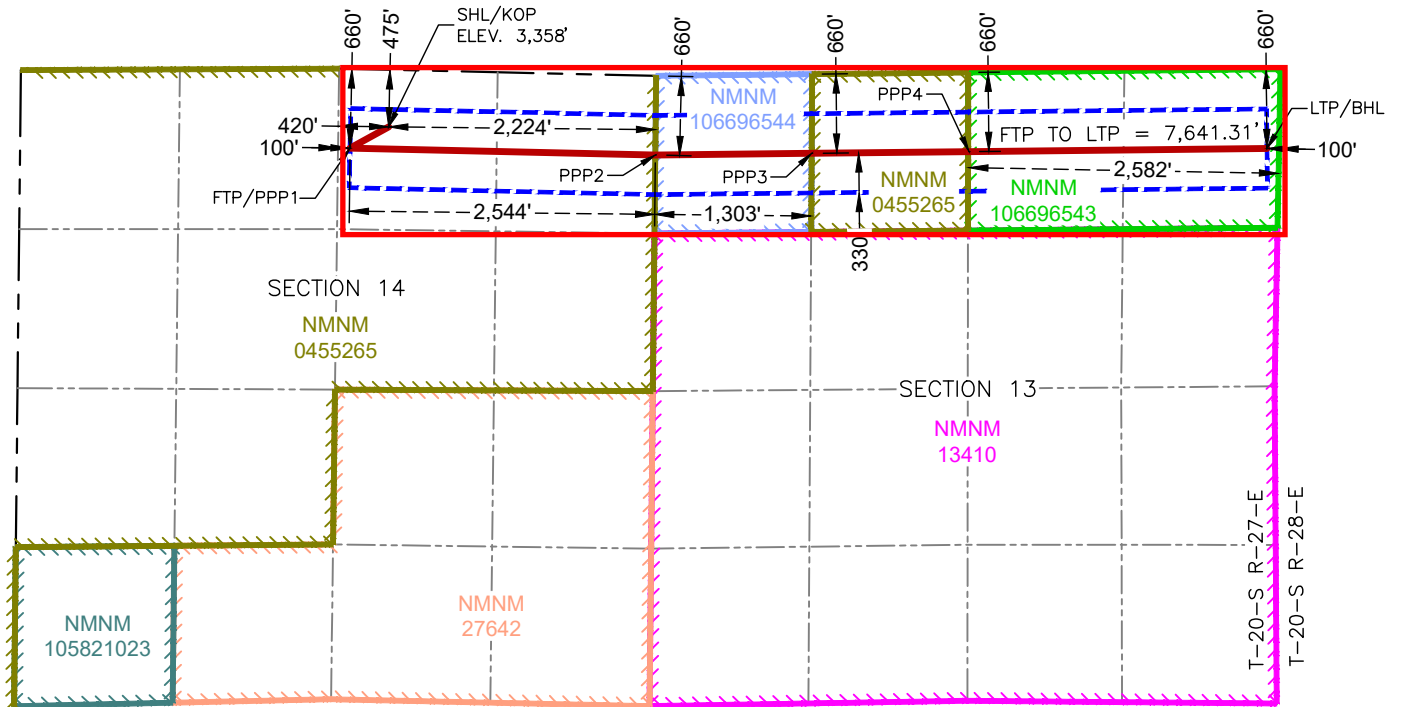 660'
475'
SHL/KOP
ELEV. 3,358'
660'
660'
660'
660'
NMNM
106696544
PPP4
LTP/BHL
420'
2,224'
FTP TO LTP = 7,641.31'
100'
100'
PPP2
PPP3
2,582'
FTP/PPP1
NMNM
0455265
NMNM
106696543
2,544'
1,303'
330
SECTION 14
NMNM
0455265
SECTION 13
NMNM
13410
T-20-S R-27-E
T-20-S R-28-E
NMNM
27642
NMNM
105821023